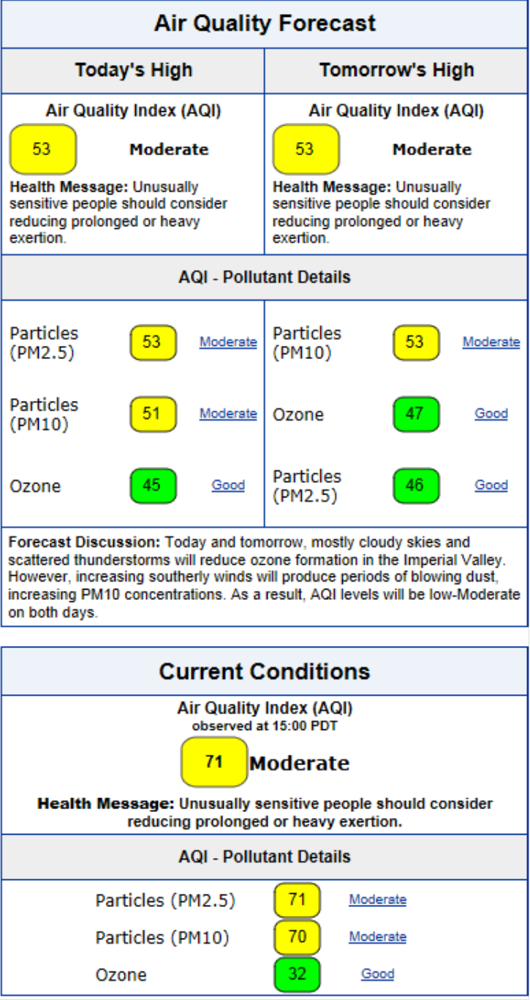 Air Quality Forecast
Today's High
Tomorrow's High
Air Quality Index (AQI)
53 Moderate
Health Message: Unusually
sensitive people should consider
reducing prolonged or heavy
exertion.
Air Quality Index (AQI)
53 Moderate
Health Message: Unusually
sensitive people should consider
reducing prolonged or heavy
exertion.
AQI - Pollutant Details
Particles
(PM2.5) 53 Moderate
Particles
(PM10) 51 Moderate
Ozone 45 Good
Particles
(PM10) 53 Moderate
Ozone 47 Good
Particles
(PM2.5) 46 Good
Forecast Discussion: Today and tomorrow, mostly cloudy skies and
scattered thunderstorms will reduce ozone formation in the Imperial Valley.
However, increasing southerly winds will produce periods of blowing dust,
increasing PM10 concentrations. As a result, AQI levels will be low-Moderate
on both days.
Current Conditions
Air Quality Index (AQI)
observed at 15:00 PDT
71 Moderate
Health Message: Unusually sensitive people should consider
reducing prolonged or heavy exertion.
AQI - Pollutant Details
Particles (PM2.5) 71 Moderate
Particles (PM10) 70 Moderate
Ozone 32 Good